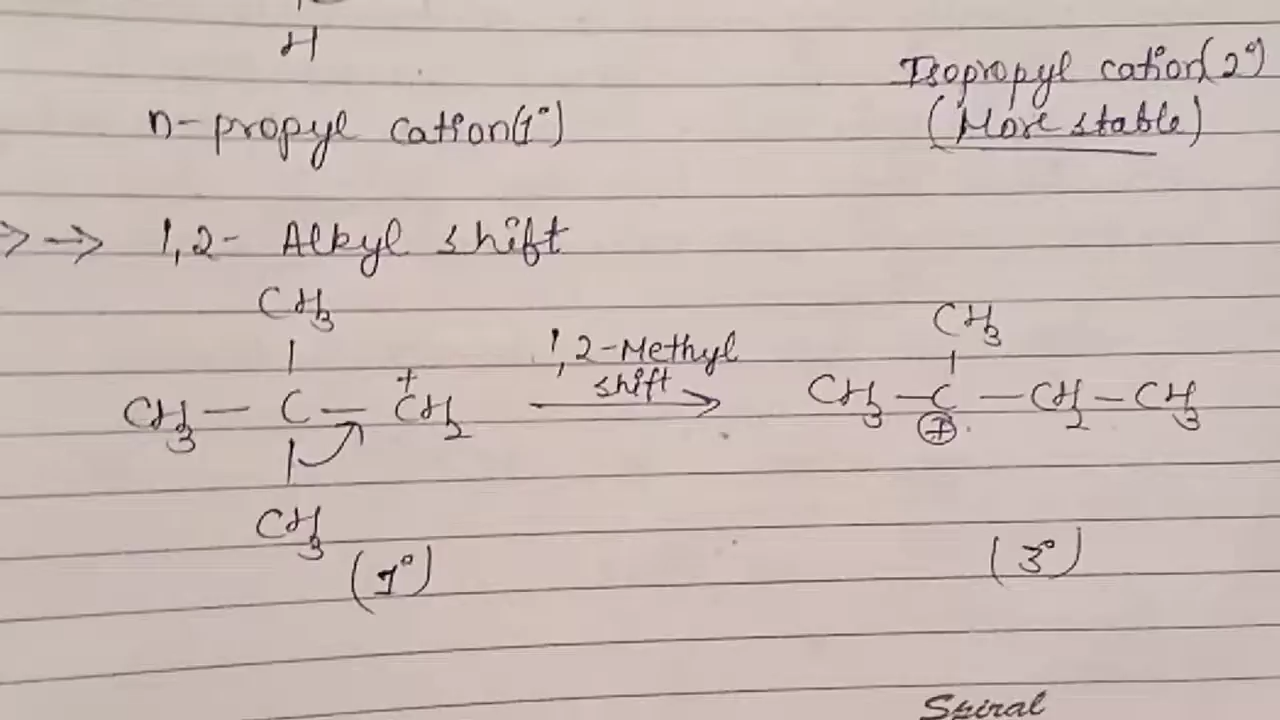 H
Isopropyl cation(2°)
n-propyl cation(1°)
(More stable)
>> → 1,2- Alkyl shift
CH₃
|
CH₃ — C — C⁺H₂
|
CH₃
(1°)
1,2-Methyl
shift
→
CH₃
|
CH₃ — C — CH₂ — CH₃
⊕
(3°)
Spiral